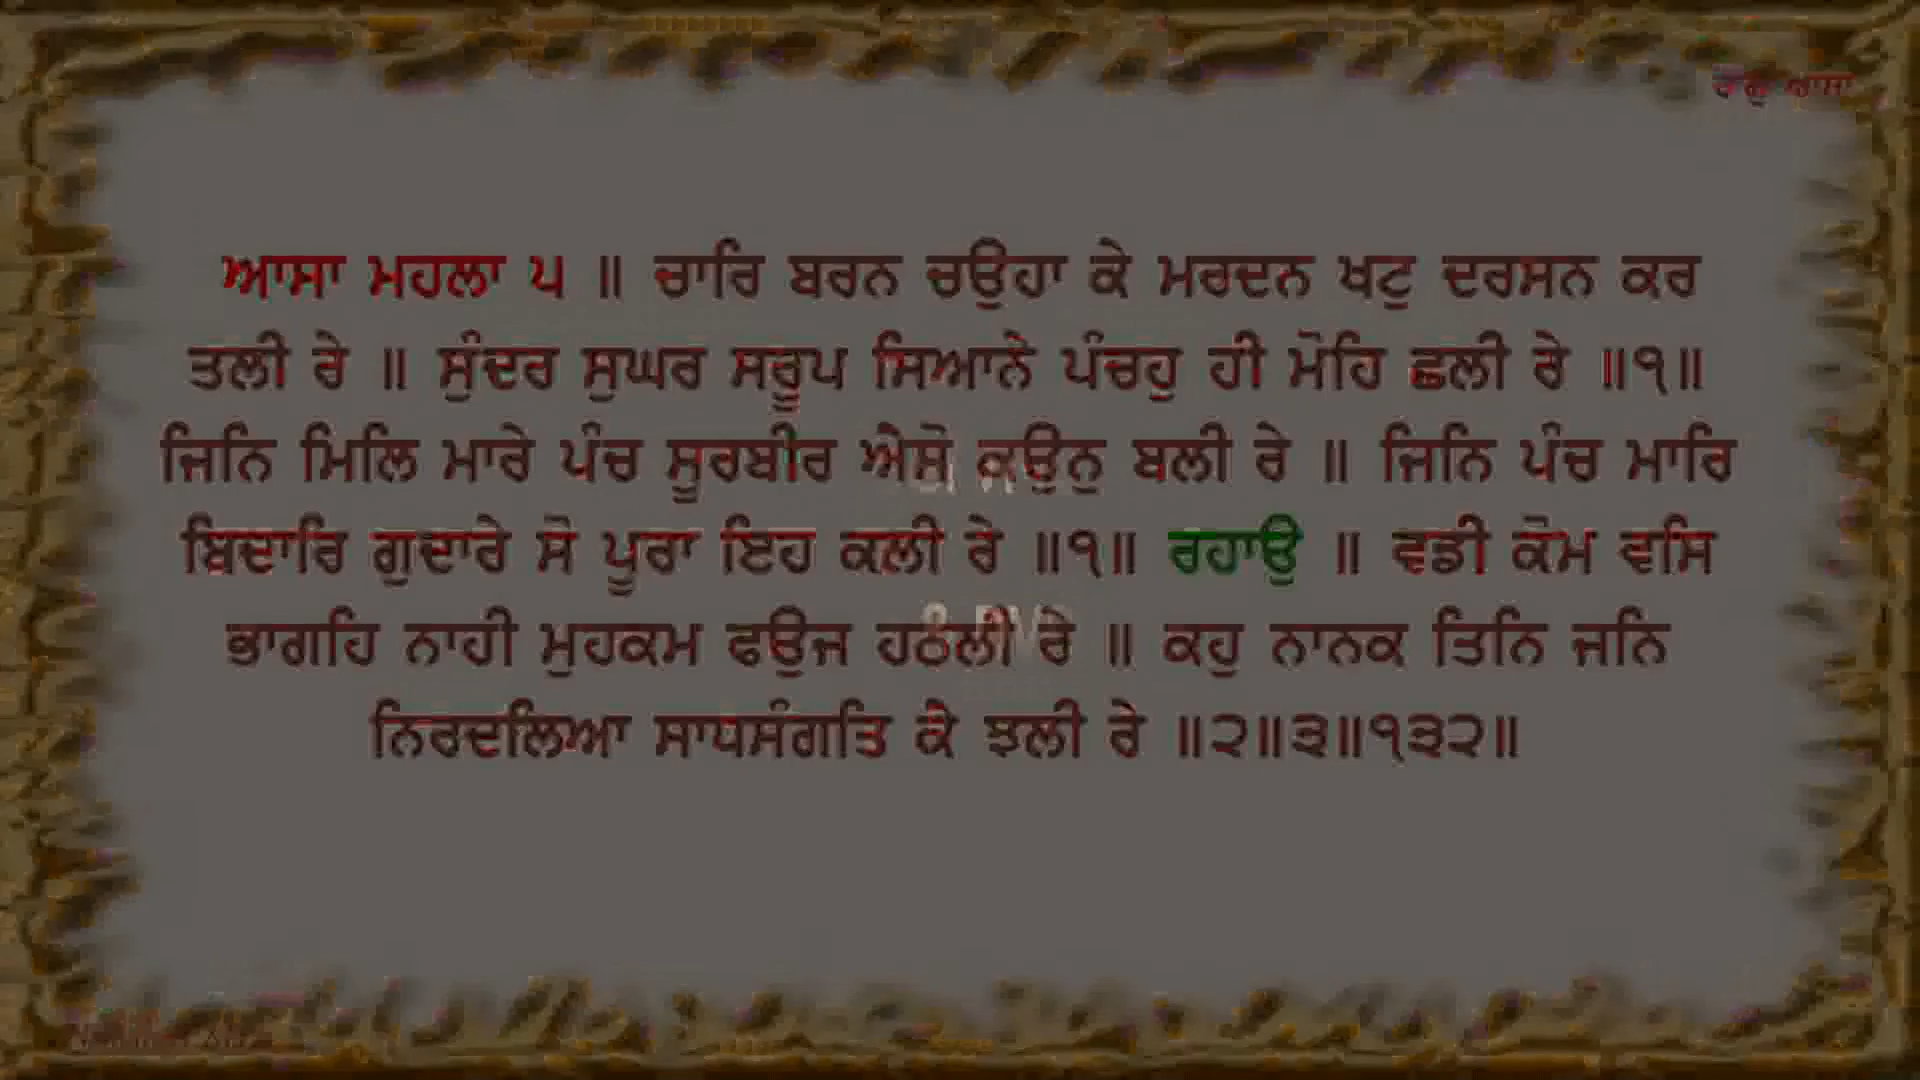 ਰਾਗੁ ਆਸਾ
ਆਸਾ ਮਹਲਾ ੫ ॥ ਚਾਰਿ ਬਰਨ ਚਉਹਾ ਕੇ ਮਰਦਨ ਖਟੁ ਦਰਸਨ ਕਰ
ਤਲੀ ਰੇ ॥ ਸੁੰਦਰ ਸੁਘਰ ਸਰੂਪ ਸਿਆਨੇ ਪੰਚਹੁ ਹੀ ਮੋਹਿ ਛਲੀ ਰੇ ॥੧॥
ਜਿਨਿ ਮਿਲਿ ਮਾਰੇ ਪੰਚ ਸੂਰਬੀਰ ਐਸੋ ਕਉਨੁ ਬਲੀ ਰੇ ॥ ਜਿਨਿ ਪੰਚ ਮਾਰਿ
ਬਿਦਾਰਿ ਗੁਦਾਰੇ ਸੋ ਪੂਰਾ ਇਹ ਕਲੀ ਰੇ ॥੧॥ ਰਹਾਉ ॥ ਵਡੀ ਕੋਮ ਵਸਿ
ਭਾਗਹਿ ਨਾਹੀ ਮੁਹਕਮ ਫਉਜ ਹਠਲੀ ਰੇ ॥ ਕਹੁ ਨਾਨਕ ਤਿਨਿ ਜਨਿ
ਨਿਰਦਲਿਆ ਸਾਧਸੰਗਤਿ ਕੈ ਝਲੀ ਰੇ ॥੨॥੩॥੧੩੨॥